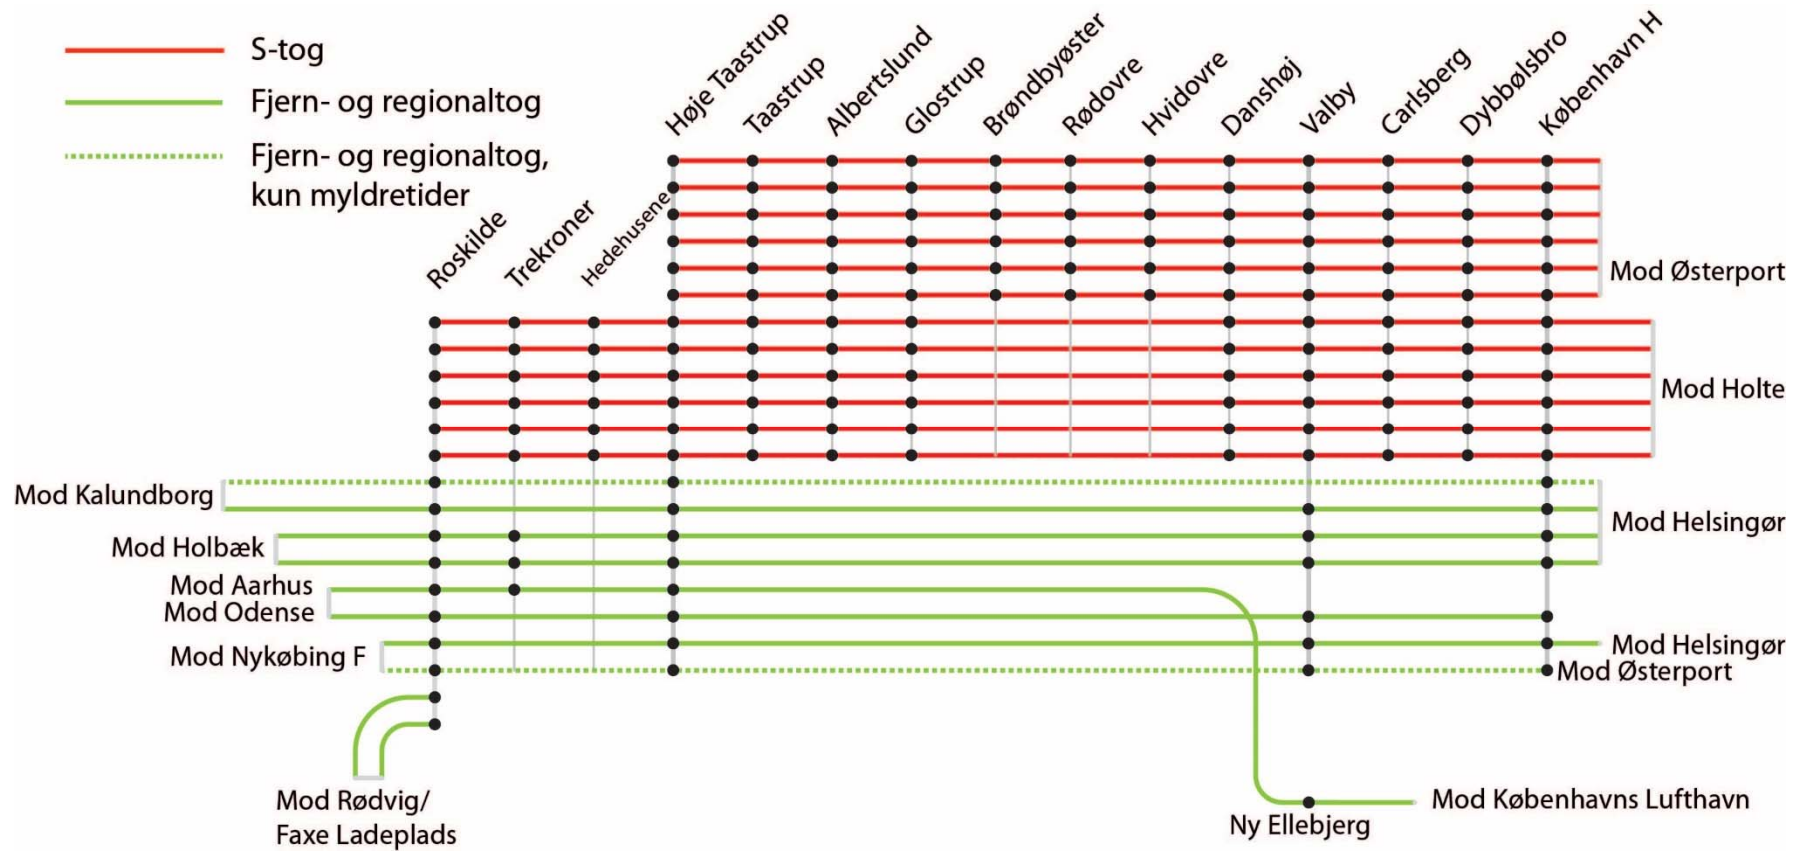 S-tog
Fjern- og regionaltog
Fjern- og regionaltog,
kun myldretider
Roskilde
Trekroner
Hedehusene
Høje Taastrup
Taastrup
Albertslund
Glostrup
Brøndbyøster
Rødovre
Hvidovre
Danshøj
Valby
Carlsberg
Dybbølsbro
København H
Mod Østerport
Mod Holte
Mod Kalundborg
Mod Helsingør
Mod Holbæk
Mod Aarhus
Mod Odense
Mod Nykøbing F
Mod Helsingør
Mod Østerport
Mod Rødvig/
Faxe Ladeplads
Ny Ellebjerg
Mod Københavns Lufthavn